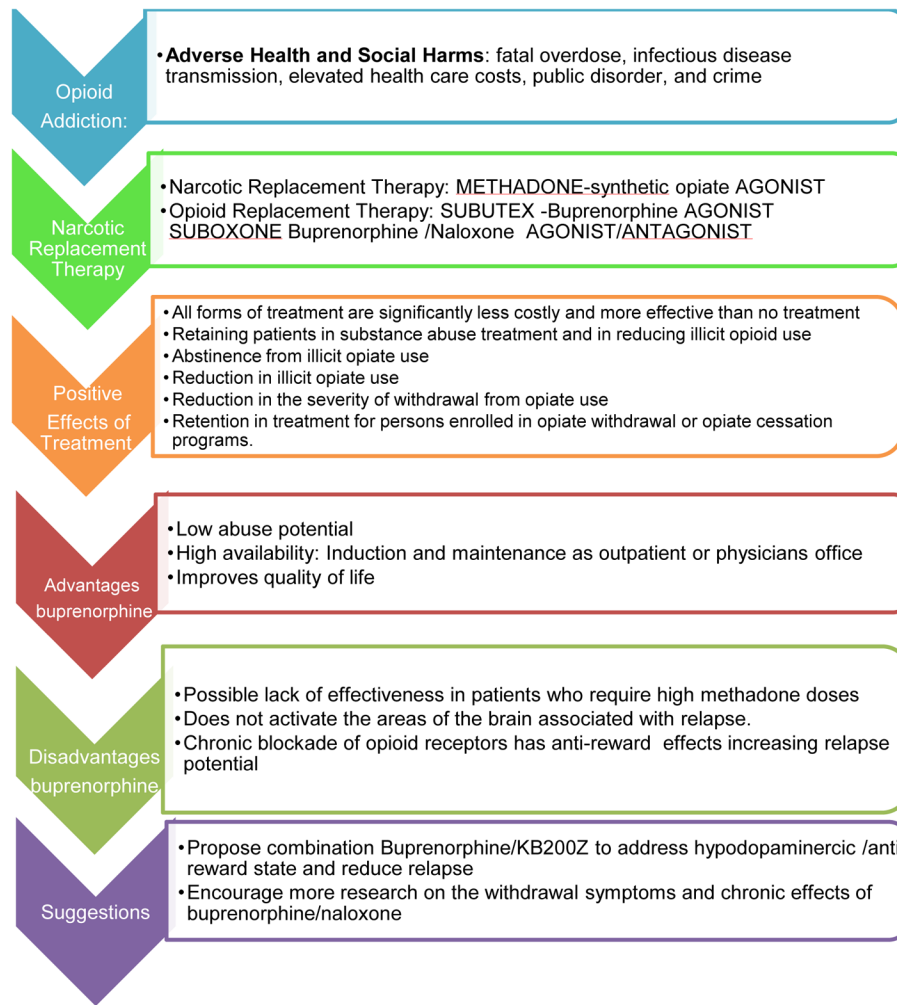 Opioid
Addiction:
•Adverse Health and Social Harms: fatal overdose, infectious disease
transmission, elevated health care costs, public disorder, and crime
Narcotic
Replacement
Therapy
•Narcotic Replacement Therapy: METHADONE-synthetic opiate AGONIST
•Opioid Replacement Therapy: SUBUTEX -Buprenorphine AGONIST
SUBOXONE Buprenorphine /Naloxone AGONIST/ANTAGONIST
Positive
Effects of
Treatment
•All forms of treatment are significantly less costly and more effective than no treatment
•Retaining patients in substance abuse treatment and in reducing illicit opioid use
•Abstinence from illicit opiate use
•Reduction in illicit opiate use
•Reduction in the severity of withdrawal from opiate use
•Retention in treatment for persons enrolled in opiate withdrawal or opiate cessation
programs.
Advantages
buprenorphine
•Low abuse potential
•High availability: Induction and maintenance as outpatient or physicians office
•Improves quality of life
Disadvantages
buprenorphine
•Possible lack of effectiveness in patients who require high methadone doses
•Does not activate the areas of the brain associated with relapse.
•Chronic blockade of opioid receptors has anti-reward effects increasing relapse
potential
Suggestions
•Propose combination Buprenorphine/KB200Z to address hypodopaminercic /anti
reward state and reduce relapse
•Encourage more research on the withdrawal symptoms and chronic effects of
buprenorphine/naloxone